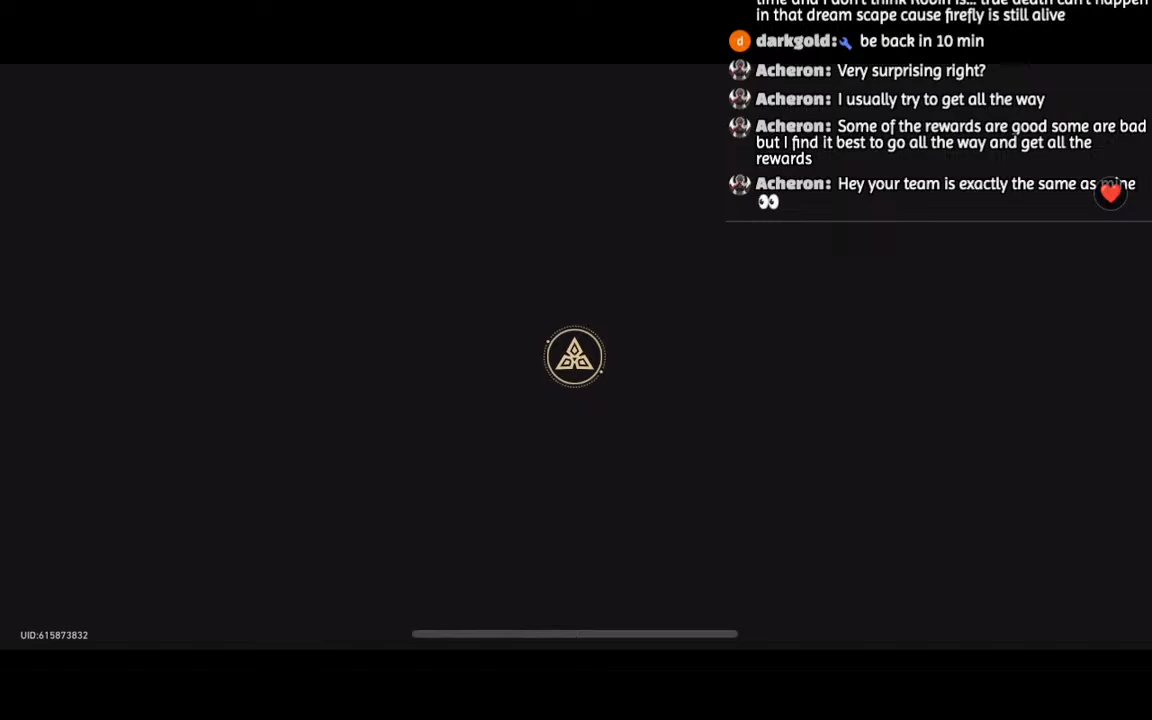 time and I don't think Robin is... true death can't happen
in that dream scape cause firefly is still alive
d darkgold: be back in 10 min
Acheron: Very surprising right?
Acheron: I usually try to get all the way
Acheron: Some of the rewards are good some are bad
but I find it best to go all the way and get all the
rewards
Acheron: Hey your team is exactly the same as mine
👀
UID:615873832